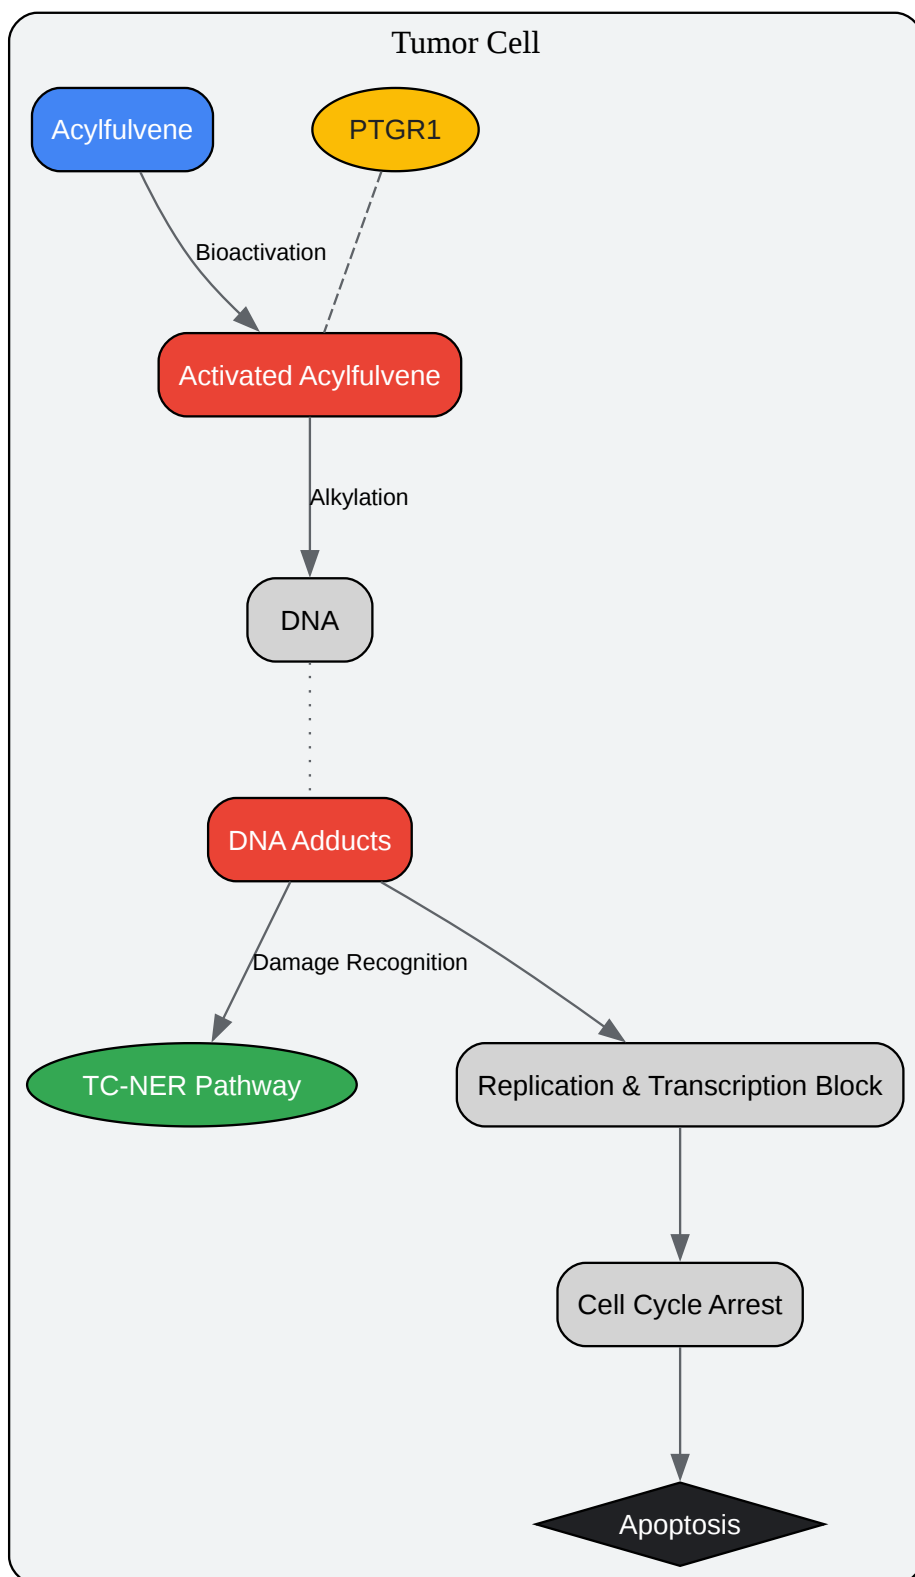 Tumor Cell
Acylfulvene
PTGR1
Bioactivation
Activated Acylfulvene
Alkylation
DNA
DNA Adducts
Damage Recognition
TC-NER Pathway
Replication & Transcription Block
Cell Cycle Arrest
Apoptosis